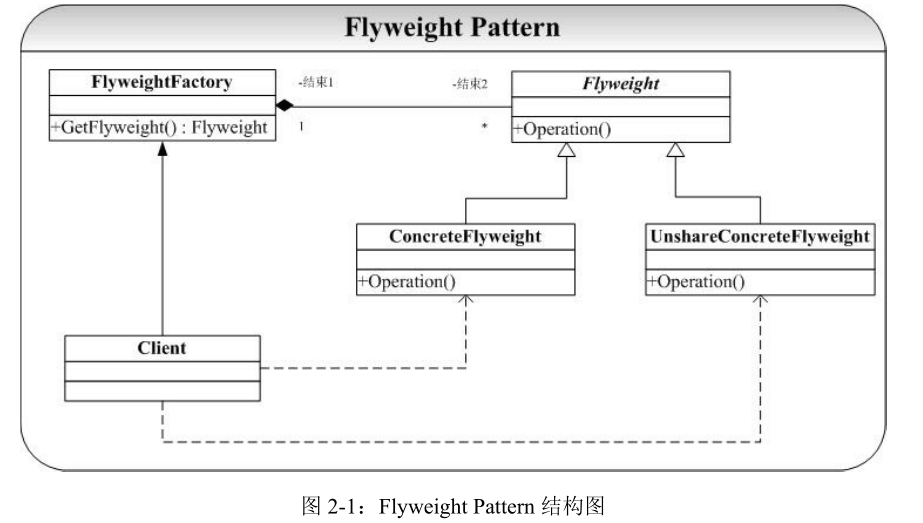 Flyweight Pattern
FlyweightFactory
+GetFlyweight() : Flyweight
-结束1
-结束2
1
*
Flyweight
+Operation()
ConcreteFlyweight
+Operation()
UnshareConcreteFlyweight
+Operation()
Client
图 2-1：Flyweight Pattern 结构图